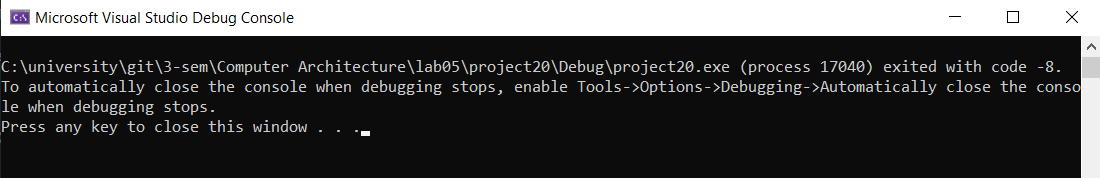 Microsoft Visual Studio Debug Console
C:\university\git\3-sem\Computer Architecture\lab05\project20\Debug\project20.exe (process 17040) exited with code -8.
To automatically close the console when debugging stops, enable Tools->Options->Debugging->Automatically close the conso
le when debugging stops.
Press any key to close this window . . .